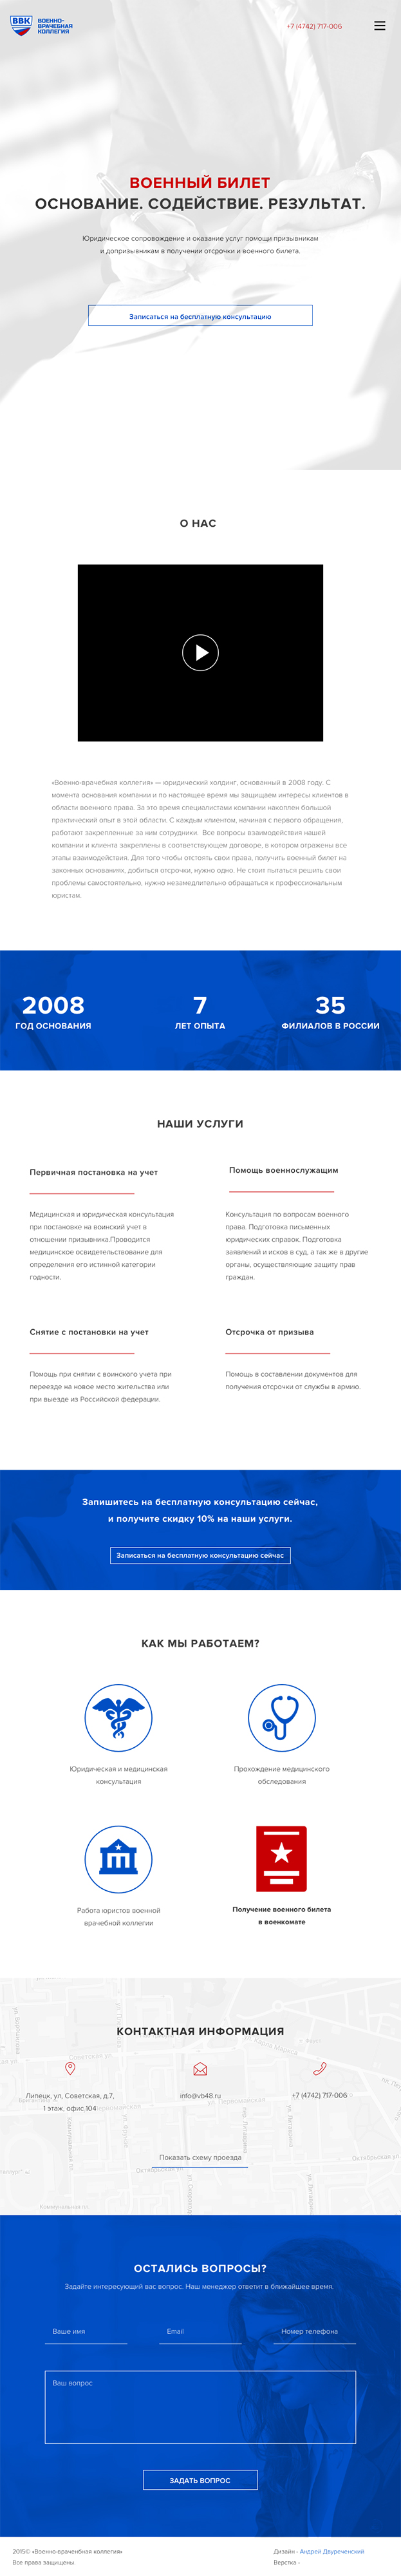 ВВК
ВОЕННО-
ВРАЧЕБНАЯ
КОЛЛЕГИЯ
+7 (4742) 717-006
ВОЕННЫЙ БИЛЕТ
ОСНОВАНИЕ. СОДЕЙСТВИЕ. РЕЗУЛЬТАТ.
Юридическое сопровождение и оказание услуг помощи призывникам
и допризывникам в получении отсрочки и военного билета.
Записаться на бесплатную консультацию
О НАС
«Военно-врачебная коллегия» — юридический холдинг, основанный в 2008 году. С
момента основания компании и по настоящее время мы защищаем интересы клиентов в
области военного права. За это время специалистами компании накоплен большой
практический опыт в этой области. С каждым клиентом, начиная с первого обращения,
работают закрепленные за ним сотрудники. Все вопросы взаимодействия нашей
компании и клиента закреплены в соответствующем договоре, в котором отражены все
этапы взаимодействия. Для того чтобы отстоять свои права, получить военный билет на
законных основаниях, добиться отсрочки, нужно одно. Не стоит пытаться решить свои
проблемы самостоятельно, нужно незамедлительно обращаться к профессиональным
юристам.
2008
ГОД ОСНОВАНИЯ
7
ЛЕТ ОПЫТА
35
ФИЛИАЛОВ В РОССИИ
НАШИ УСЛУГИ
Первичная постановка на учет
Медицинская и юридическая консультация
при постановке на воинский учет в
отношении призывника.Проводится
медицинское освидетельствование для
определения его истинной категории
годности.
Помощь военнослужащим
Консультация по вопросам военного
права. Подготовка письменных
юридических справок. Подготовка
заявлений и исков в суд, а так же в другие
органы, осуществляющие защиту прав
граждан.
Снятие с постановки на учет
Помощь при снятии с воинского учета при
переезде на новое место жительства или
при выезде из Российской федерации.
Отсрочка от призыва
Помощь в составлении документов для
получения отсрочки от службы в армию.
Запишитесь на бесплатную консультацию сейчас,
и получите скидку 10% на наши услуги.
Записаться на бесплатную консультацию сейчас
КАК МЫ РАБОТАЕМ?
Юридическая и медицинская
консультация
Прохождение медицинского
обследования
Работа юристов военной
врачебной коллегии
Получение военного билета
в военкомате
КОНТАКТНАЯ ИНФОРМАЦИЯ
Липецк, ул, Советская, д.7,
1 этаж, офис.104
info@vb48.ru
+7 (4742) 717-006
Показать схему проезда
Советская ул.
ул. Карла Маркса
ул. Первомайская
Октябрьская ул.
Октябрьская ул.
Коммунальная пл.
ОСТАЛИСЬ ВОПРОСЫ?
Задайте интересующий вас вопрос. Наш менеджер ответит в ближайшее время.
Ваше имя
Email
Номер телефона
Ваш вопрос
ЗАДАТЬ ВОПРОС
2015© «Военно-враченбная коллегия»
Все права защищены
Дизайн - Андрей Двуреченский
Верстка -